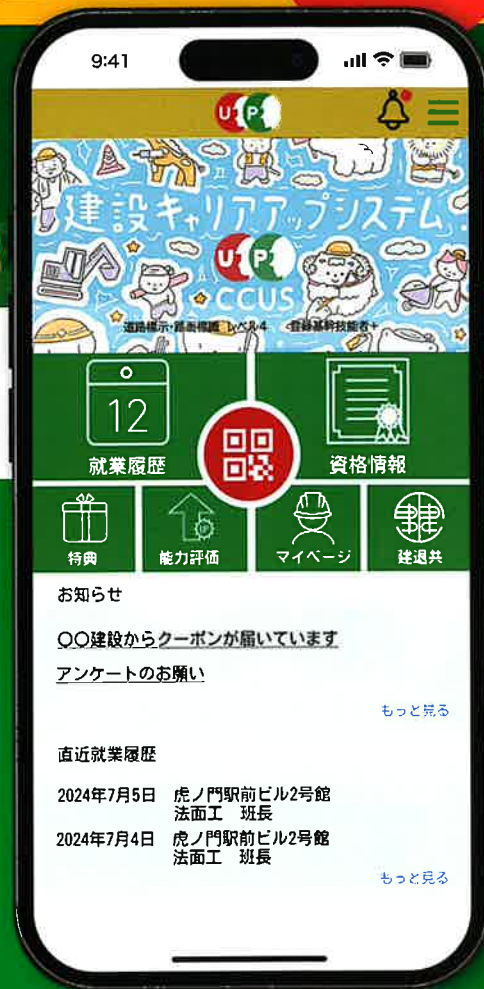 9:41
U P
建設キャリアアップシステム
U P
CCUS
道路標示・路面標識 レベル4 登録基幹技能者+
12
就業履歴
資格情報
特典
能力評価
マイページ
建退共
お知らせ
〇〇建設からクーポンが届いています
アンケートのお願い
もっと見る
直近就業履歴
2024年7月5日 虎ノ門駅前ビル2号館
法面工 班長
2024年7月4日 虎ノ門駅前ビル2号館
法面工 班長
もっと見る